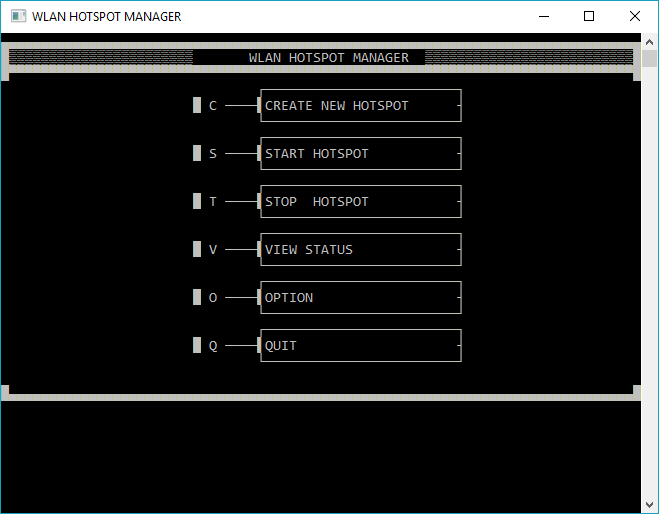 WLAN HOTSPOT MANAGER
WLAN HOTSPOT MANAGER
C CREATE NEW HOTSPOT
S START HOTSPOT
T STOP  HOTSPOT
V VIEW STATUS
O OPTION
Q QUIT